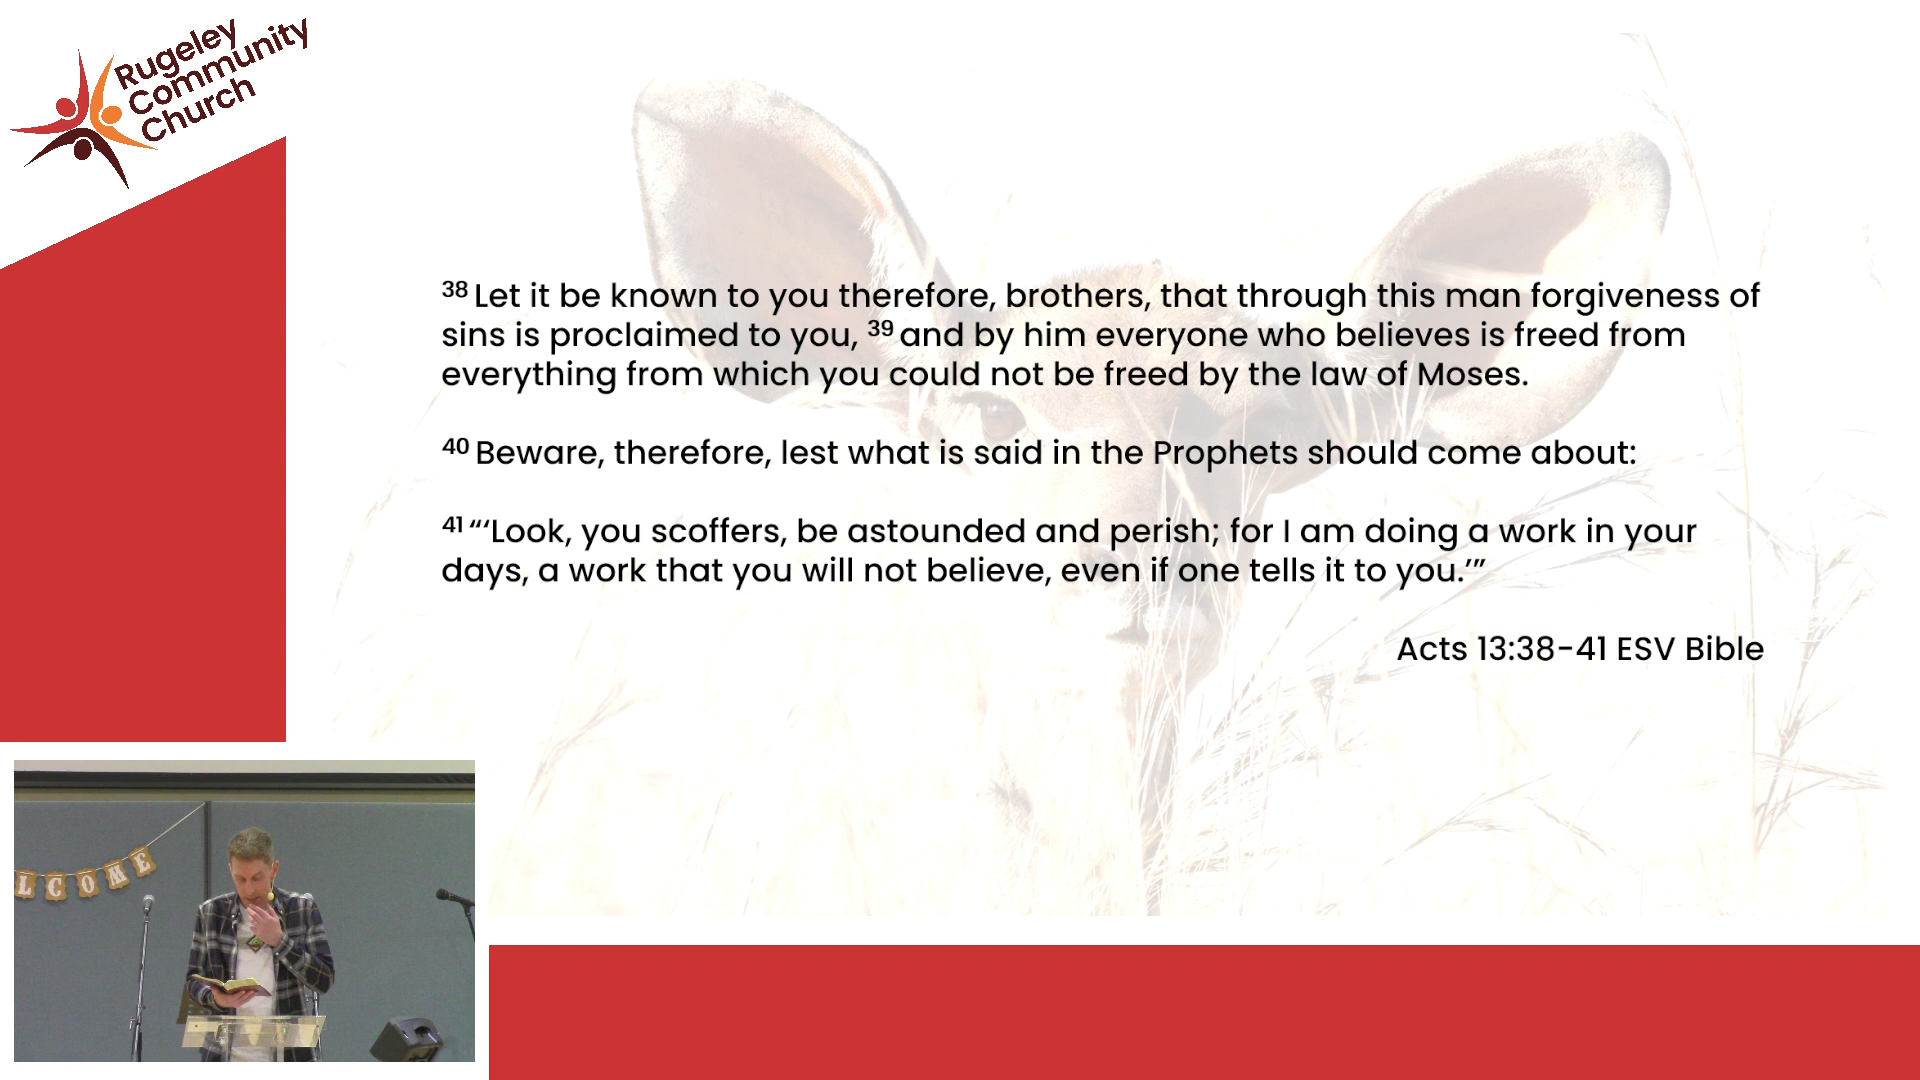 Rugeley
Community
Church
38 Let it be known to you therefore, brothers, that through this man forgiveness of
sins is proclaimed to you, 39 and by him everyone who believes is freed from
everything from which you could not be freed by the law of Moses.
40 Beware, therefore, lest what is said in the Prophets should come about:
41 “‘Look, you scoffers, be astounded and perish; for I am doing a work in your
days, a work that you will not believe, even if one tells it to you.’”
Acts 13:38-41 ESV Bible
LCOME